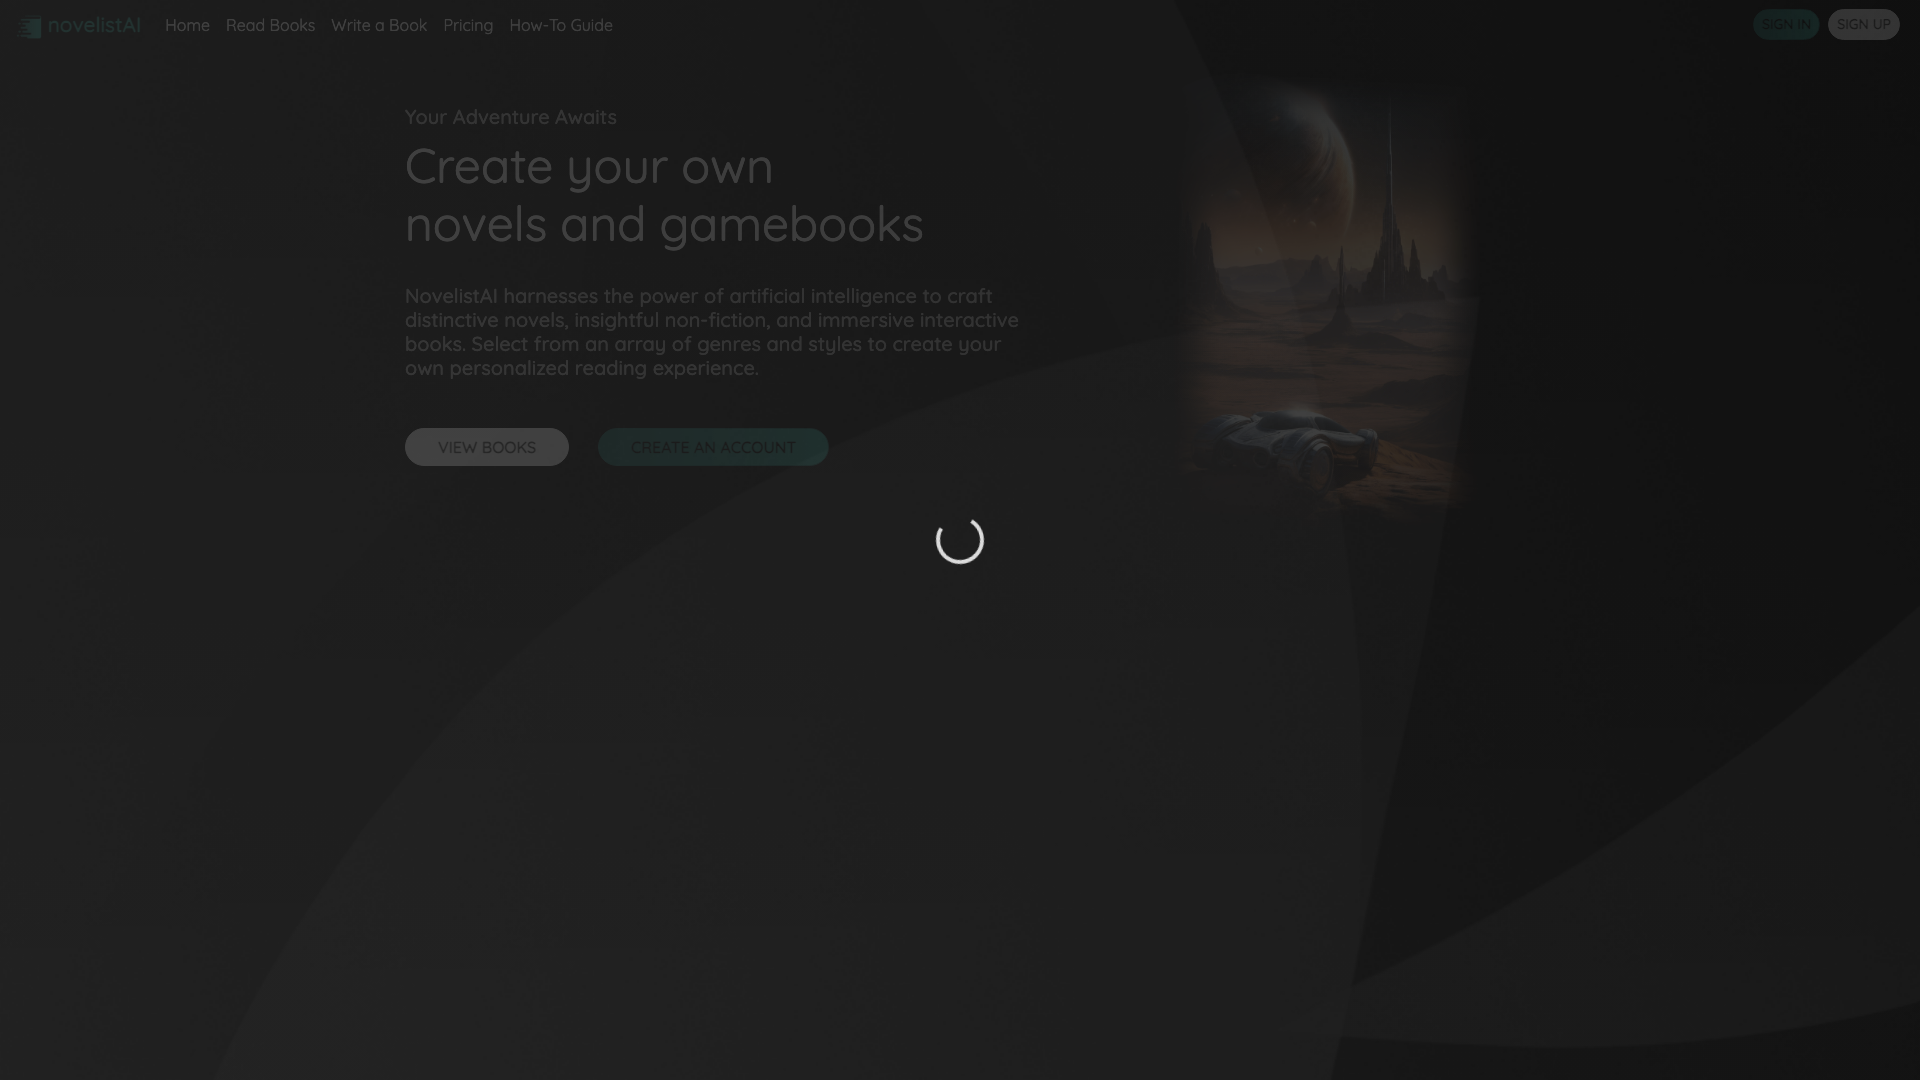 novelistAI
Home
Read Books
Write a Book
Pricing
How-To Guide
SIGN IN
SIGN UP
Your Adventure Awaits
Create your own
novels and gamebooks
NovelistAI harnesses the power of artificial intelligence to craft
distinctive novels, insightful non-fiction, and immersive interactive
books. Select from an array of genres and styles to create your
own personalized reading experience.
VIEW BOOKS
CREATE AN ACCOUNT